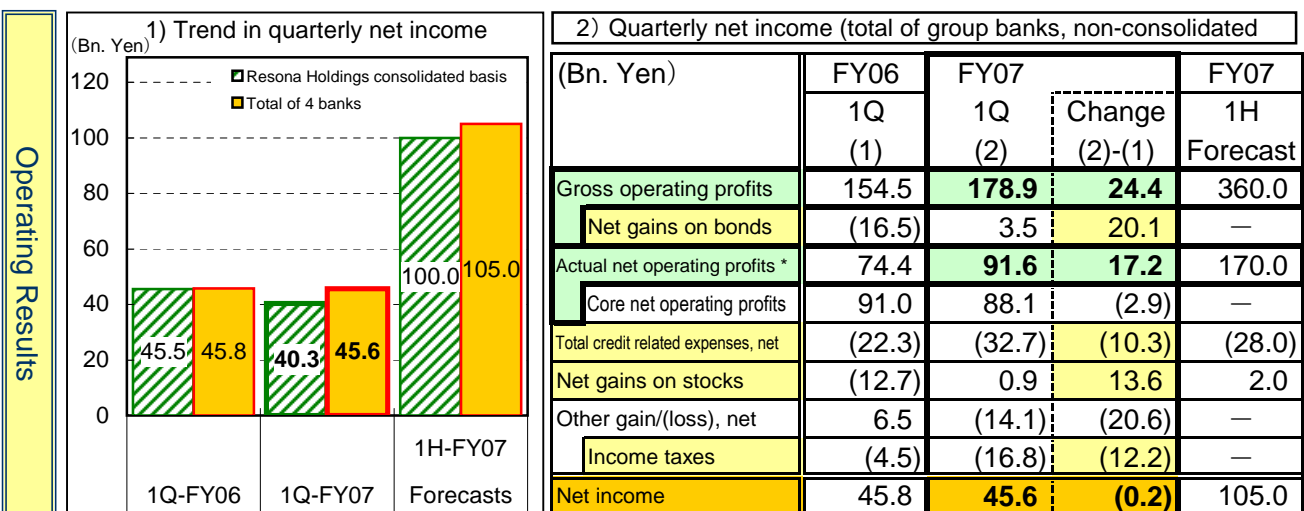 Operating Results
1) Trend in quarterly net income
(Bn. Yen)
120
100
80
60
40
20
0
Resona Holdings consolidated basis
Total of 4 banks
45.5 45.8
40.3 45.6
100.0 105.0
1Q-FY06 1Q-FY07 1H-FY07 Forecasts
2) Quarterly net income (total of group banks, non-consolidated
(Bn. Yen) FY06 FY07 FY07
1Q 1Q Change 1H
(1) (2) (2)-(1) Forecast
Gross operating profits 154.5 178.9 24.4 360.0
Net gains on bonds (16.5) 3.5 20.1 —
Actual net operating profits * 74.4 91.6 17.2 170.0
Core net operating profits 91.0 88.1 (2.9) —
Total credit related expenses, net (22.3) (32.7) (10.3) (28.0)
Net gains on stocks (12.7) 0.9 13.6 2.0
Other gain/(loss), net 6.5 (14.1) (20.6) —
Income taxes (4.5) (16.8) (12.2) —
Net income 45.8 45.6 (0.2) 105.0